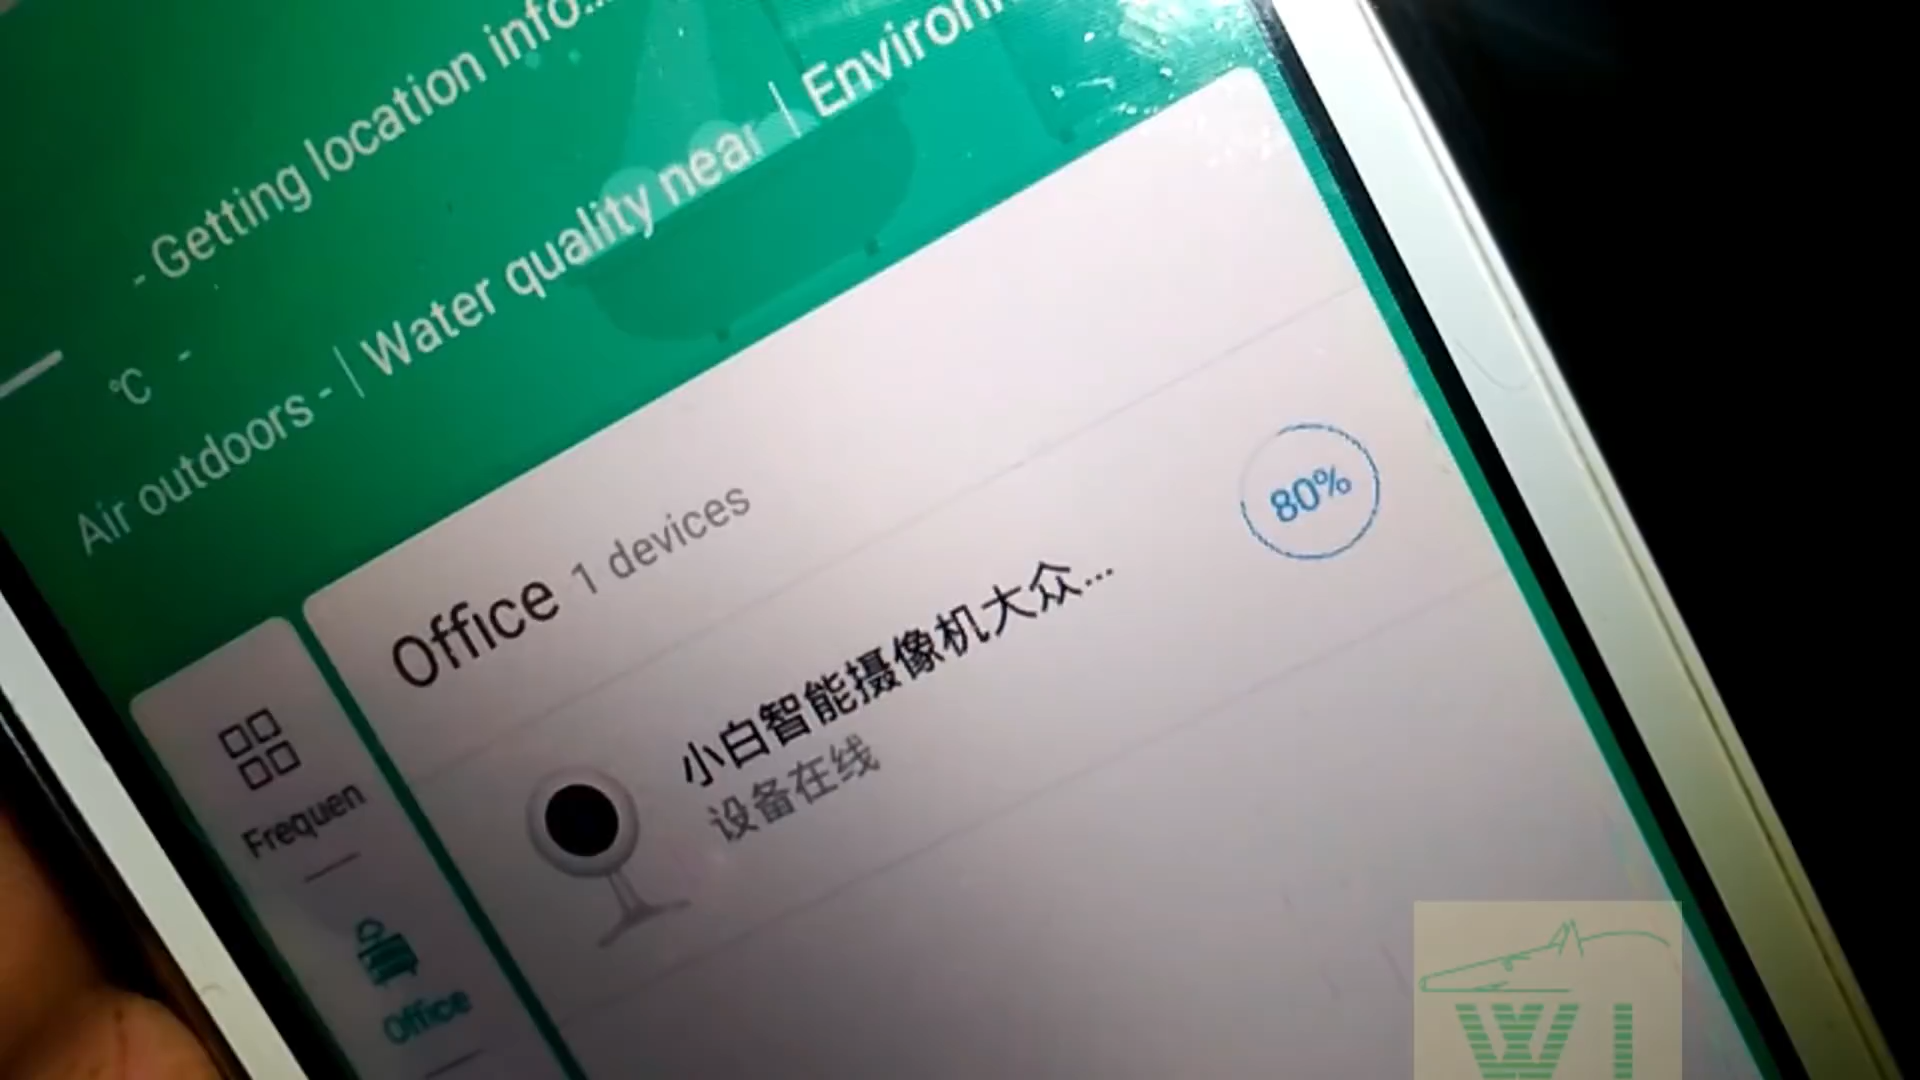 - Getting location info...
℃ -
Air outdoors - | Water quality near | Environ
Office 1 devices
80%
小白智能摄像机大众...
设备在线
Frequen
Office
WI